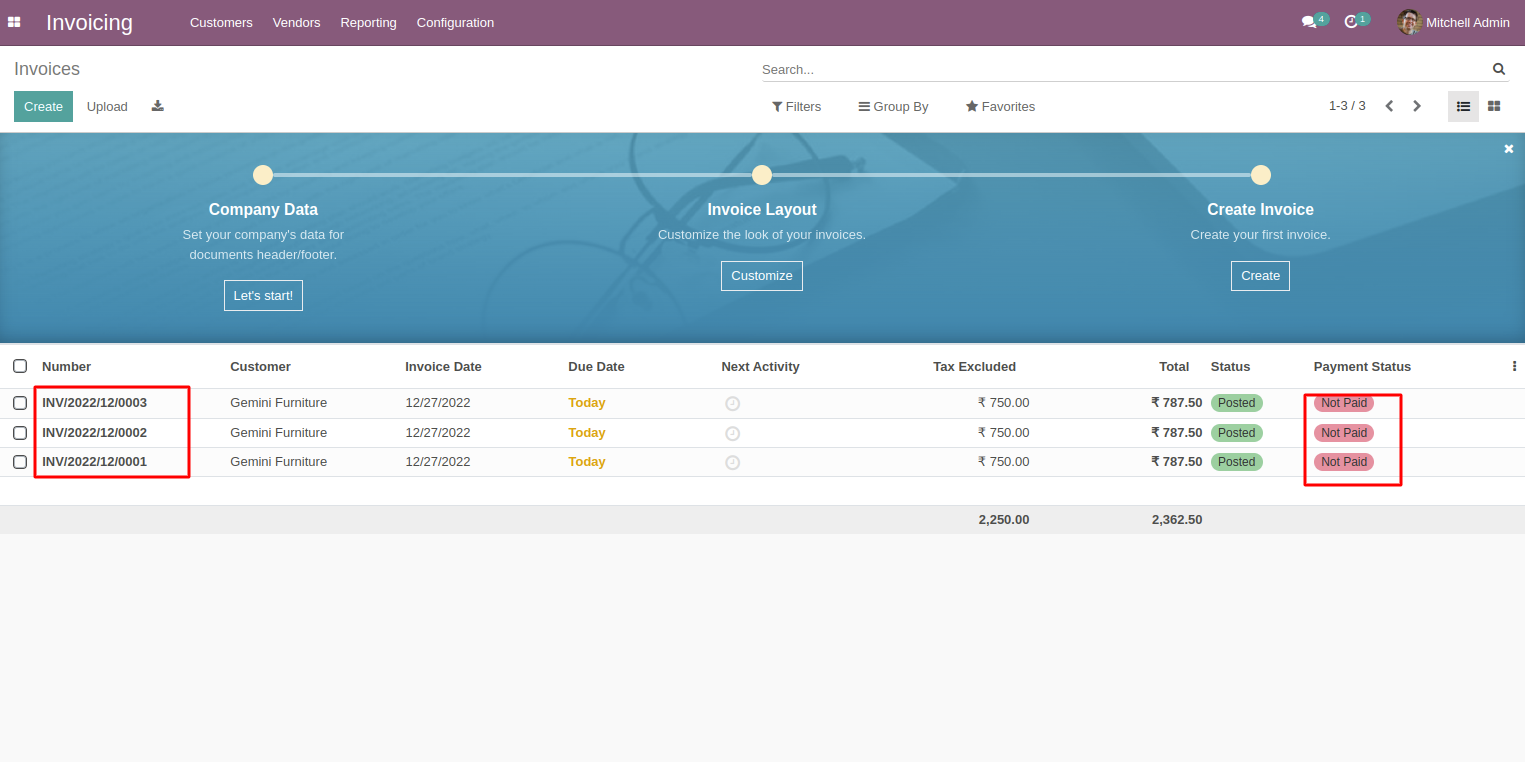 Invoicing Customers Vendors Reporting Configuration 4 1 Mitchell Admin
Invoices Search...
Create Upload Filters Group By Favorites 1-3 / 3
Company Data Invoice Layout Create Invoice
Set your company's data for Customize the look of your invoices. Create your first invoice.
documents header/footer.
Customize Create
Let's start!
Number Customer Invoice Date Due Date Next Activity Tax Excluded Total Status Payment Status
INV/2022/12/0003 Gemini Furniture 12/27/2022 Today ₹ 750.00 ₹ 787.50 Posted Not Paid
INV/2022/12/0002 Gemini Furniture 12/27/2022 Today ₹ 750.00 ₹ 787.50 Posted Not Paid
INV/2022/12/0001 Gemini Furniture 12/27/2022 Today ₹ 750.00 ₹ 787.50 Posted Not Paid
2,250.00 2,362.50